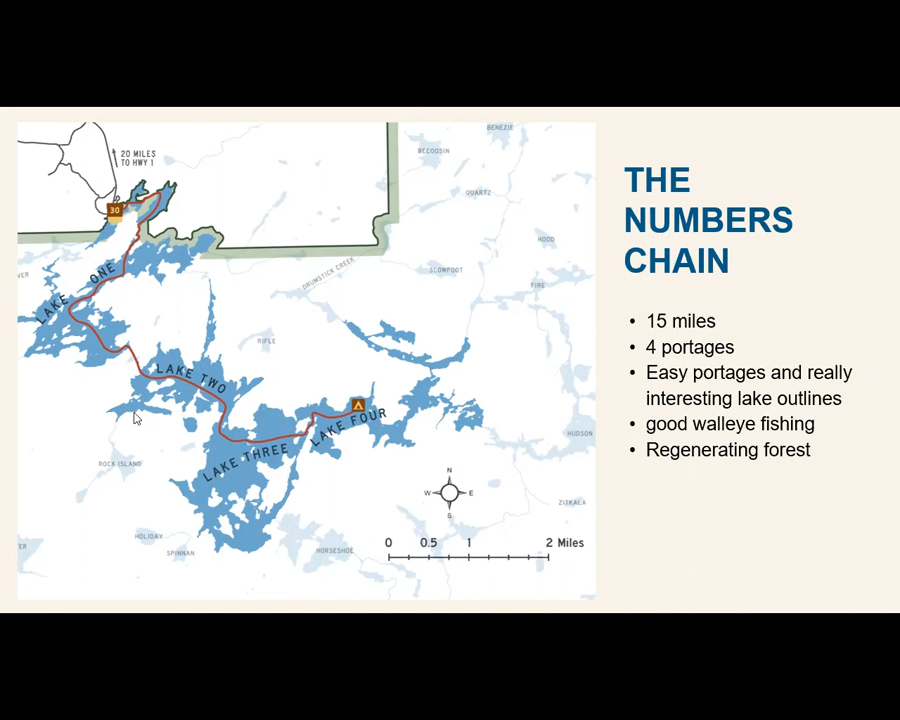 20 MILES
TO HWY 1
BENEZIE
BECOOSIN
30
QUARTZ
LAKE ONE
HOOD
DRUMSTICK CREEK
SLOWFOOT
FIRE
RIFLE
LAKE TWO
LAKE THREE
LAKE FOUR
HUDSON
ROCK ISLAND
N
W
E
S
ZITKALA
HOLIDAY
SPINNAN
HORSESHOE
0 0.5 1 2 Miles
THE
NUMBERS
CHAIN
• 15 miles
• 4 portages
• Easy portages and really
interesting lake outlines
• good walleye fishing
• Regenerating forest